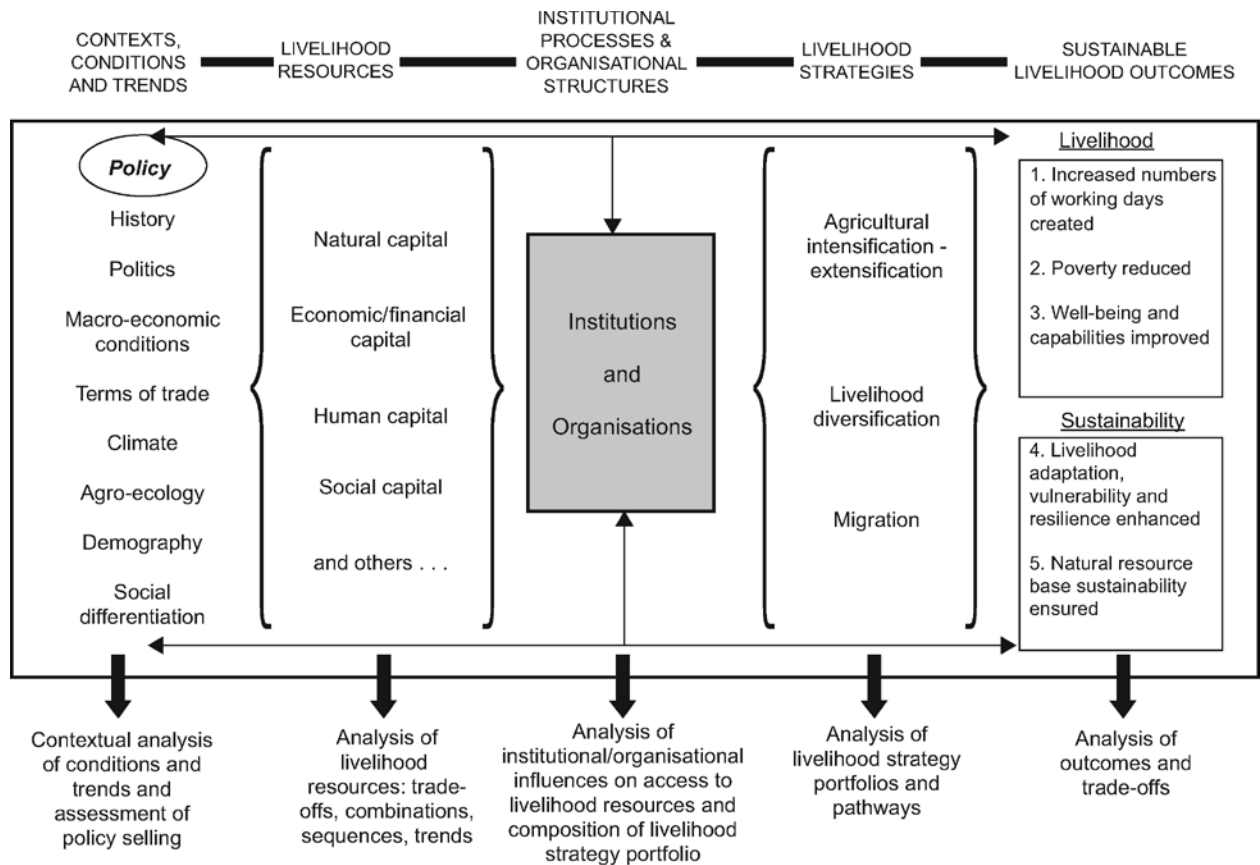 CONTEXTS,
CONDITIONS
AND TRENDS
LIVELIHOOD
RESOURCES
INSTITUTIONAL
PROCESSES &
ORGANISATIONAL
STRUCTURES
LIVELIHOOD
STRATEGIES
SUSTAINABLE
LIVELIHOOD OUTCOMES
Policy
History
Politics
Macro-economic
conditions
Terms of trade
Climate
Agro-ecology
Demography
Social
differentiation
Natural capital
Economic/financial
capital
Human capital
Social capital
and others . . .
Institutions
and
Organisations
Agricultural
intensification -
extensification
Livelihood
diversification
Migration
Livelihood
1. Increased numbers
of working days
created
2. Poverty reduced
3. Well-being and
capabilities improved
Sustainability
4. Livelihood
adaptation,
vulnerability and
resilience enhanced
5. Natural resource
base sustainability
ensured
Contextual analysis
of conditions and
trends and
assessment of
policy selling
Analysis of
livelihood
resources: trade-
offs, combinations,
sequences, trends
Analysis of
institutional/organisational
influences on access to
livelihood resources and
composition of livelihood
strategy portfolio
Analysis of
livelihood strategy
portfolios and
pathways
Analysis of
outcomes and
trade-offs